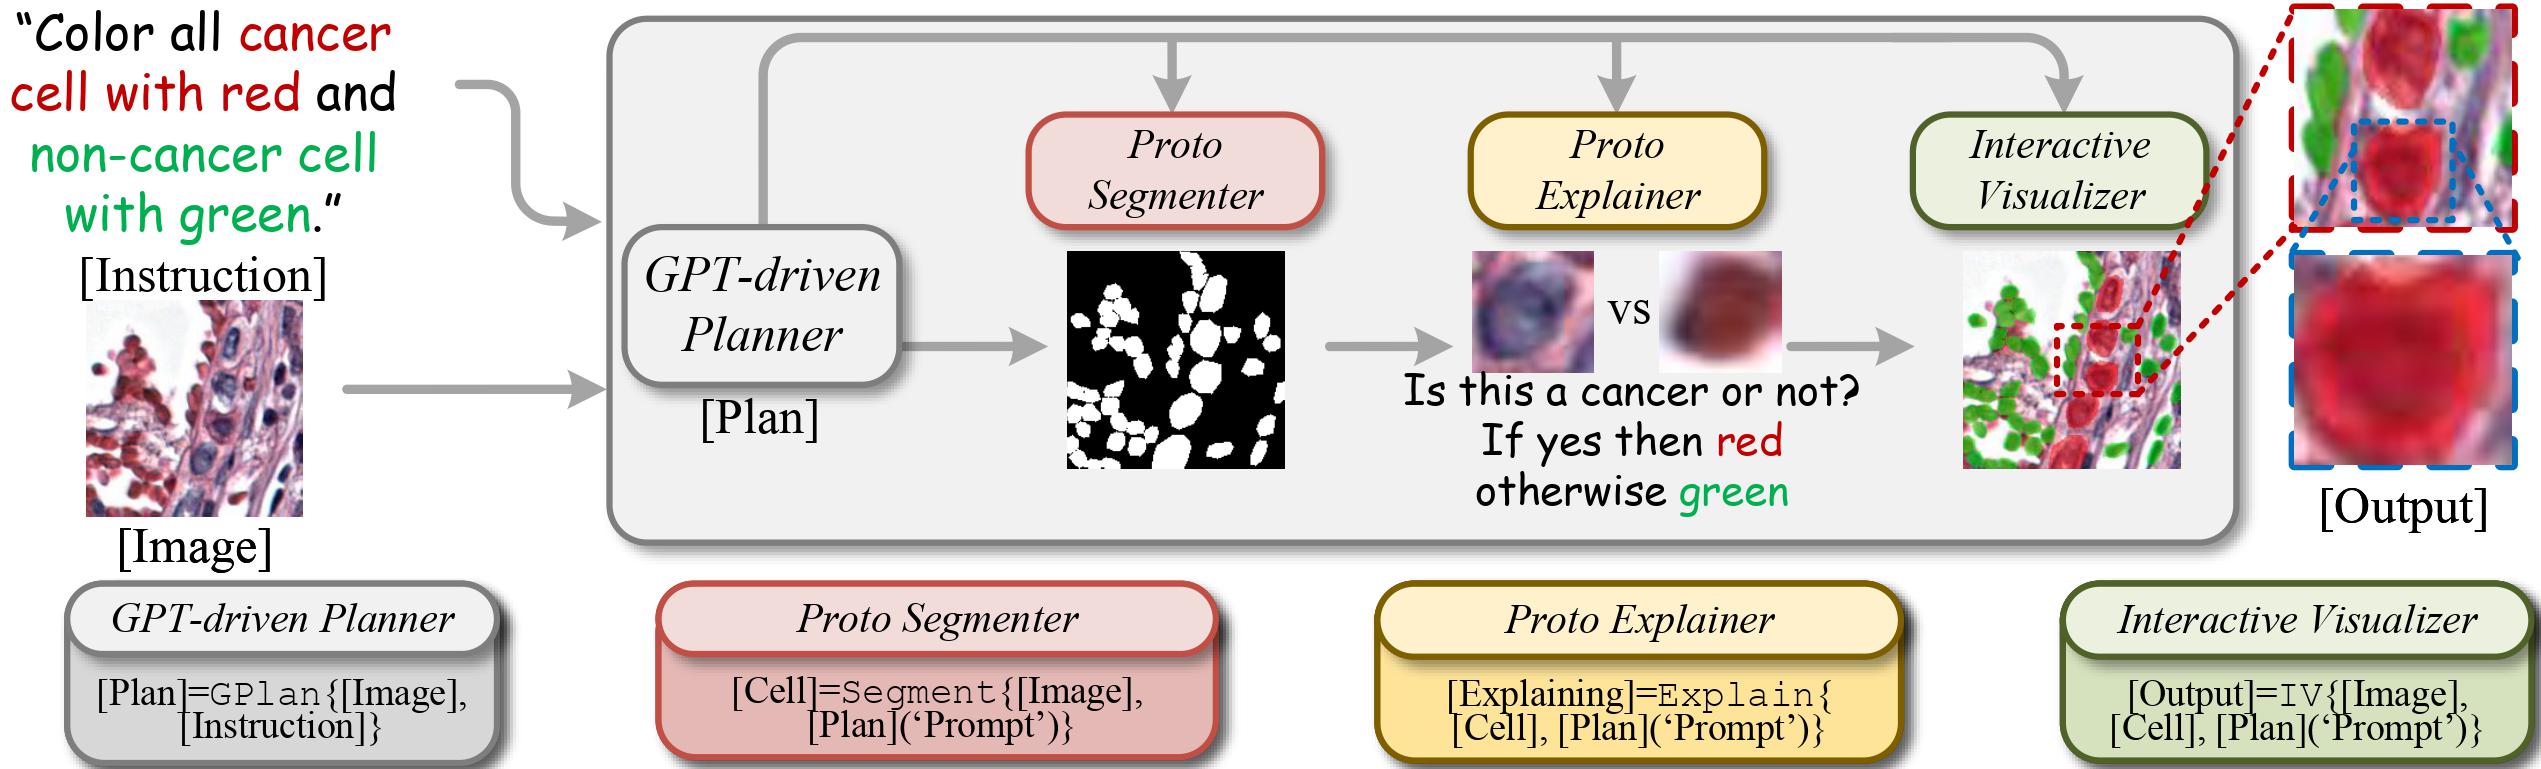 “Color all cancer
cell with red and
non-cancer cell
with green.”
[Instruction]
[Image]
GPT-driven
Planner
[Plan]
Proto
Segmenter
Proto
Explainer
vs
Is this a cancer or not?
If yes then red
otherwise green
Interactive
Visualizer
[Output]
GPT-driven Planner
[Plan]=GPlan{[Image],
[Instruction]}
Proto Segmenter
[Cell]=Segment{[Image],
[Plan](‘Prompt’)}
Proto Explainer
[Explaining]=Explain{
[Cell], [Plan](‘Prompt’)}
Interactive Visualizer
[Output]=IV{[Image],
[Cell], [Plan](‘Prompt’)}